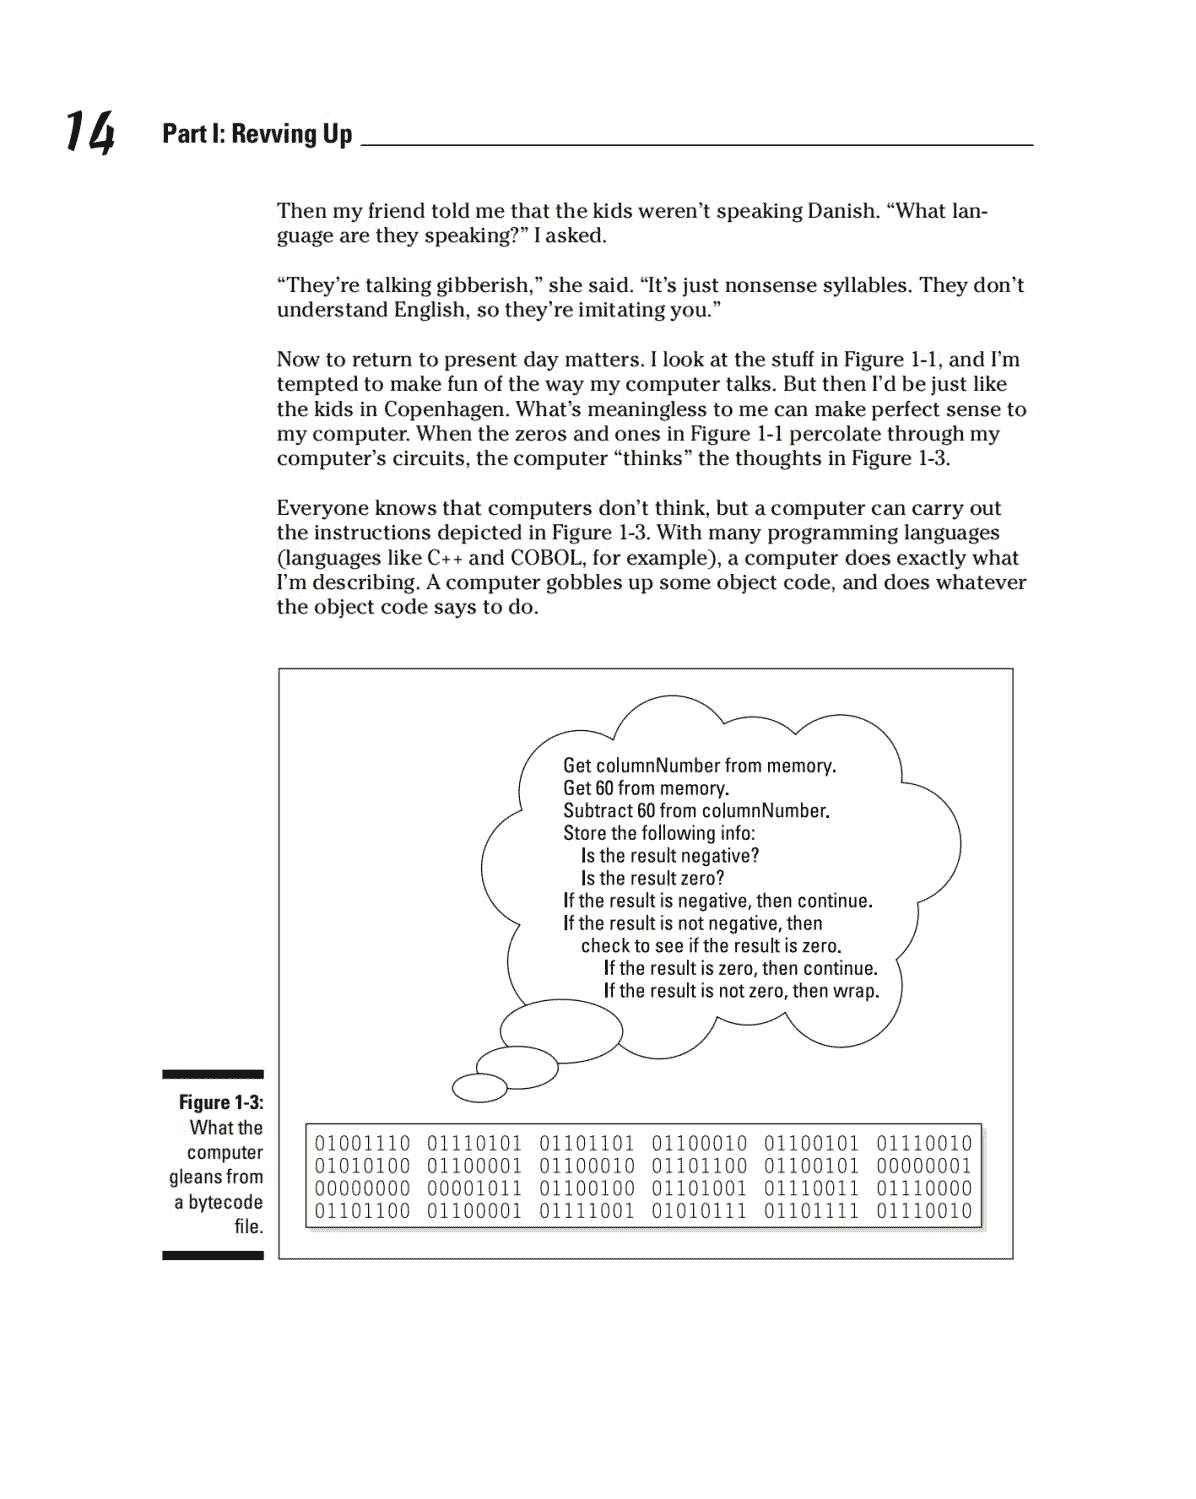 14 Part I: Revving Up
Then my friend told me that the kids weren't speaking Danish. “What lan-
guage are they speaking?” I asked.
“They're talking gibberish,” she said. “It's just nonsense syllables. They don't
understand English, so they're imitating you.”
Now to return to present day matters. I look at the stuff in Figure 1-1, and I'm
tempted to make fun of the way my computer talks. But then I'd be just like
the kids in Copenhagen. What's meaningless to me can make perfect sense to
my computer. When the zeros and ones in Figure 1-1 percolate through my
computer's circuits, the computer “thinks” the thoughts in Figure 1-3.
Everyone knows that computers don't think, but a computer can carry out
the instructions depicted in Figure 1-3. With many programming languages
(languages like C++ and COBOL, for example), a computer does exactly what
I'm describing. A computer gobbles up some object code, and does whatever
the object code says to do.
Get columnNumber from memory.
Get 60 from memory.
Subtract 60 from columnNumber.
Store the following info:
Is the result negative?
Is the result zero?
If the result is negative, then continue.
If the result is not negative, then
check to see if the result is zero.
If the result is zero, then continue.
If the result is not zero, then wrap.
01001110 01110101 01101101 01100010 01100101 01110010
01010100 01100001 01100010 01101100 01100101 00000001
00000000 00001011 01100100 01101001 01110011 01110000
01101100 01100001 01111001 01010111 01101111 01110010
Figure 1-3:
What the
computer
gleans from
a bytecode
file.